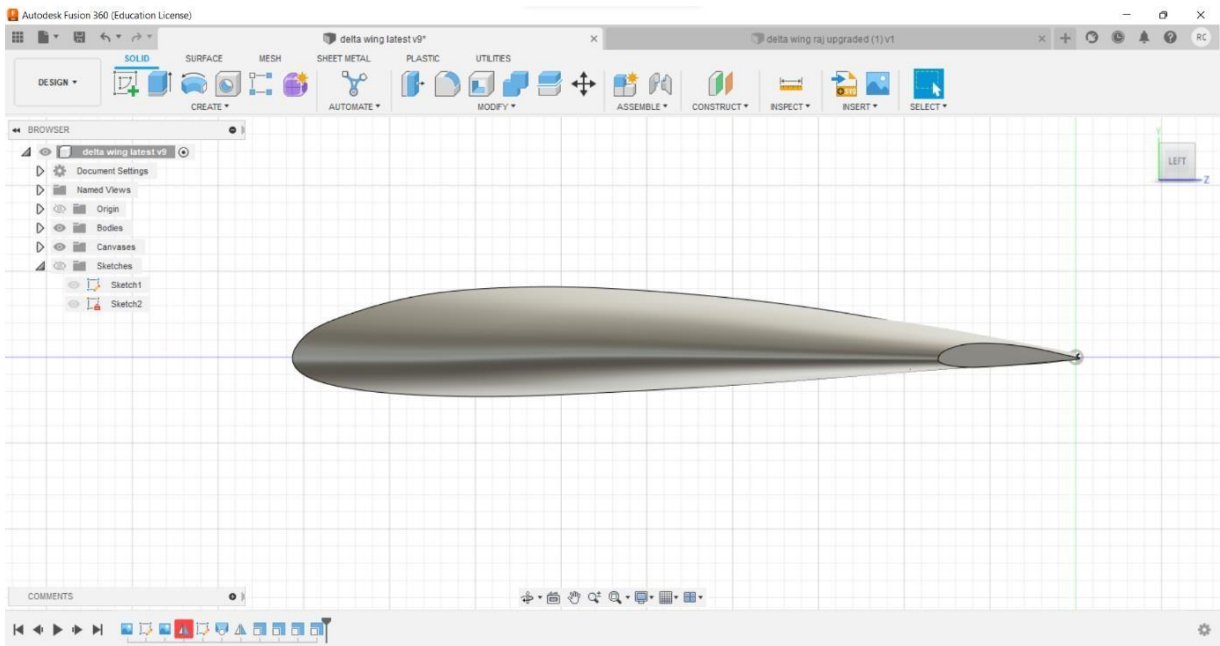 Autodesk Fusion 360 (Education License)
delta wing latest v9*
delta wing raj upgraded (1) v1
RC
SOLID SURFACE MESH SHEET METAL PLASTIC UTILITIES
DESIGN
CREATE AUTOMATE MODIFY ASSEMBLE CONSTRUCT INSPECT INSERT SELECT
BROWSER
delta wing latest v9
Document Settings
Named Views
Origin
Bodies
Canvases
Sketches
Sketch1
Sketch2
Y
LEFT
Z
COMMENTS